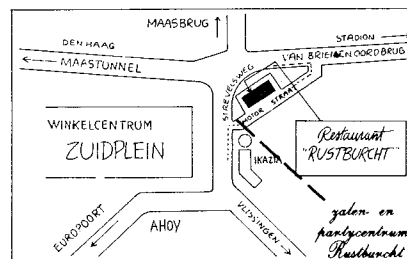 MAASBRUG
STADION
DEN HAAG
VAN BRIENENOORDBRUG
MAASTUNNEL
STREVELSWEG
MOTOR STRAAT
WINKELCENTRUM
ZUIDPLEIN
Restaurant
"RUSTBURCHT"
IKAZIA
EUROPOORT
AHOY
VLISSINGEN
zalen- en
partycentrum
Rustburcht